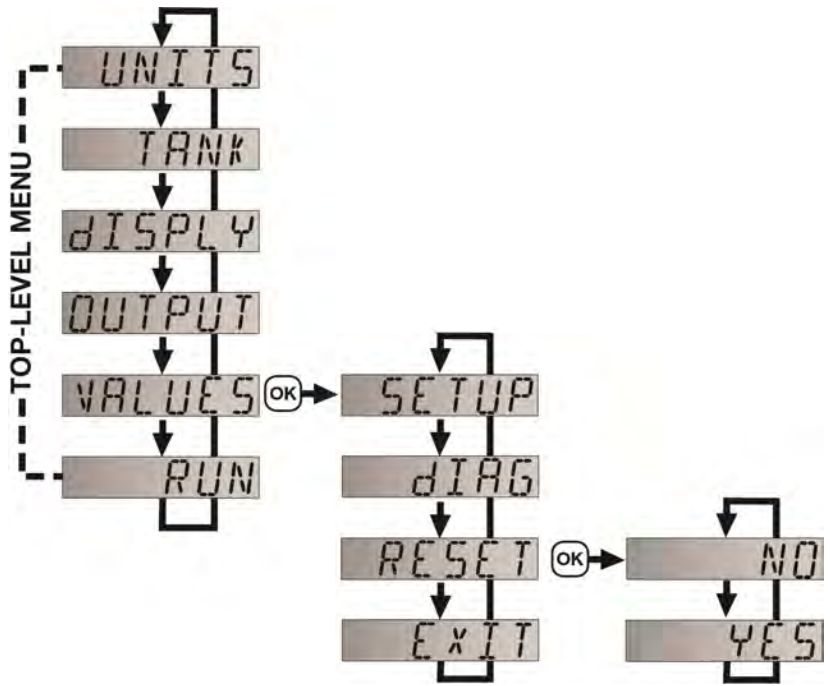 TOP-LEVEL MENU
UNITS
TANK
dISPLY
OUTPUT
VALUES
OK
SETUP
RUN
dIAG
RESET
OK
NO
EXIT
YES